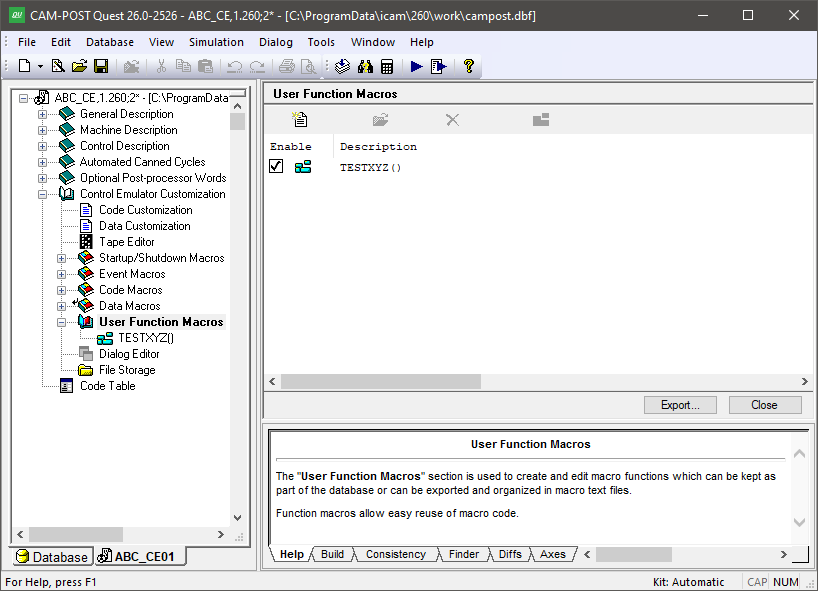 CAM-POST Quest 26.0-2526 - ABC_CE,1.260;2* - [C:\ProgramData\icam\260\work\campost.dbf]
File Edit Database View Simulation Dialog Tools Window Help
ABC_CE,1.260;2* - [C:\ProgramData
General Description
Machine Description
Control Description
Automated Canned Cycles
Optional Post-processor Words
Control Emulator Customization
Code Customization
Data Customization
Tape Editor
Startup/Shutdown Macros
Event Macros
Code Macros
Data Macros
User Function Macros
TESTXYZ()
Dialog Editor
File Storage
Code Table
Database ABC_CE01
User Function Macros
Enable Description
TESTXYZ()
Export... Close
User Function Macros
The "User Function Macros" section is used to create and edit macro functions which can be kept as
part of the database or can be exported and organized in macro text files.
Function macros allow easy reuse of macro code.
Help Build Consistency Finder Diffs Axes
For Help, press F1 Kit: Automatic CAP NUM